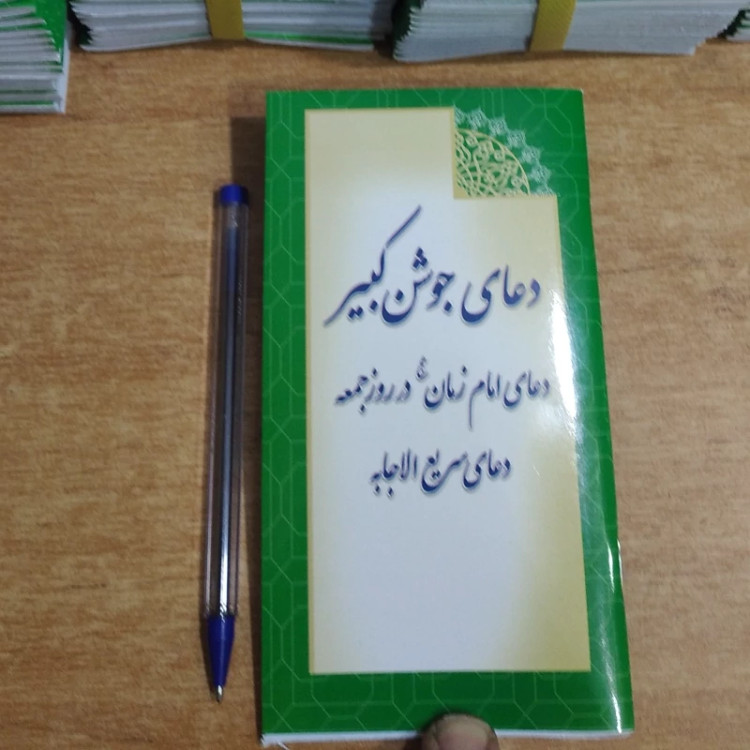 دعای جوشن کبیر
دعای امام زمان عج در روز جمعه
دعای سریع الاجابه